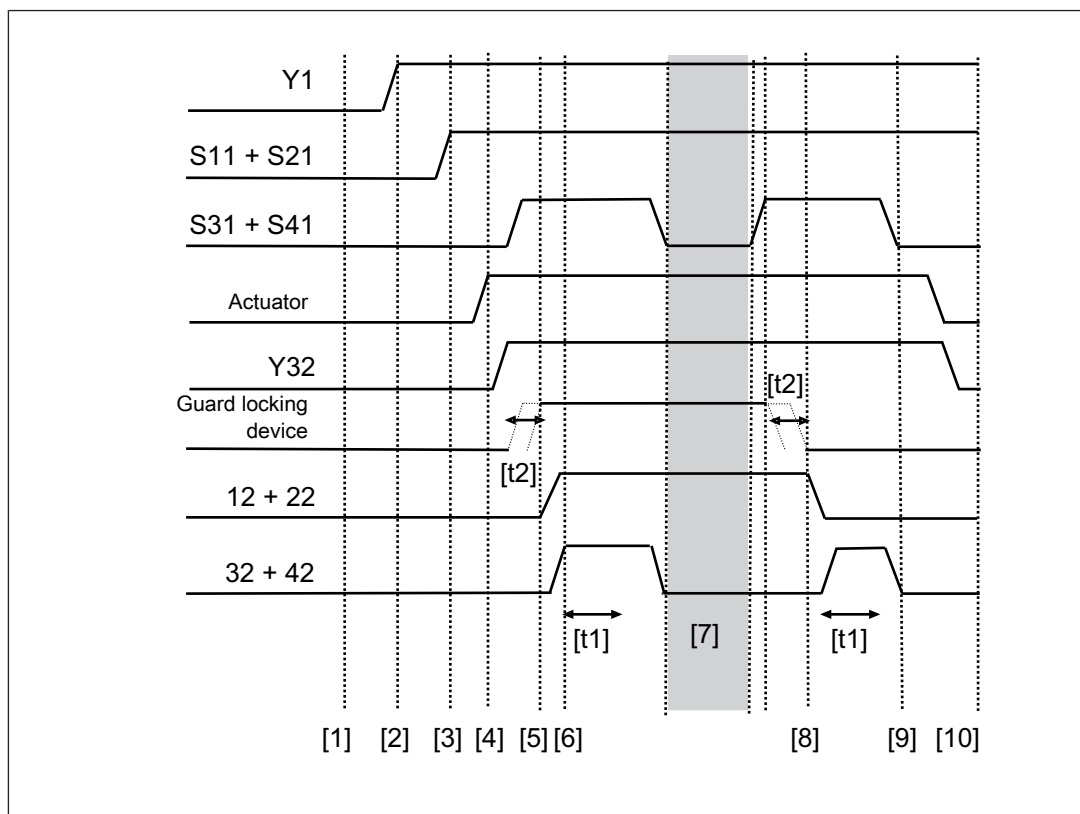 Y1
S11 + S21
S31 + S41
Actuator
Y32
[t2]
Guard locking
device
[t2]
12 + 22
32 + 42
[t1]
[7]
[t1]
[1]
[2]
[3]
[4]
[5]
[6]
[8]
[9]
[10]